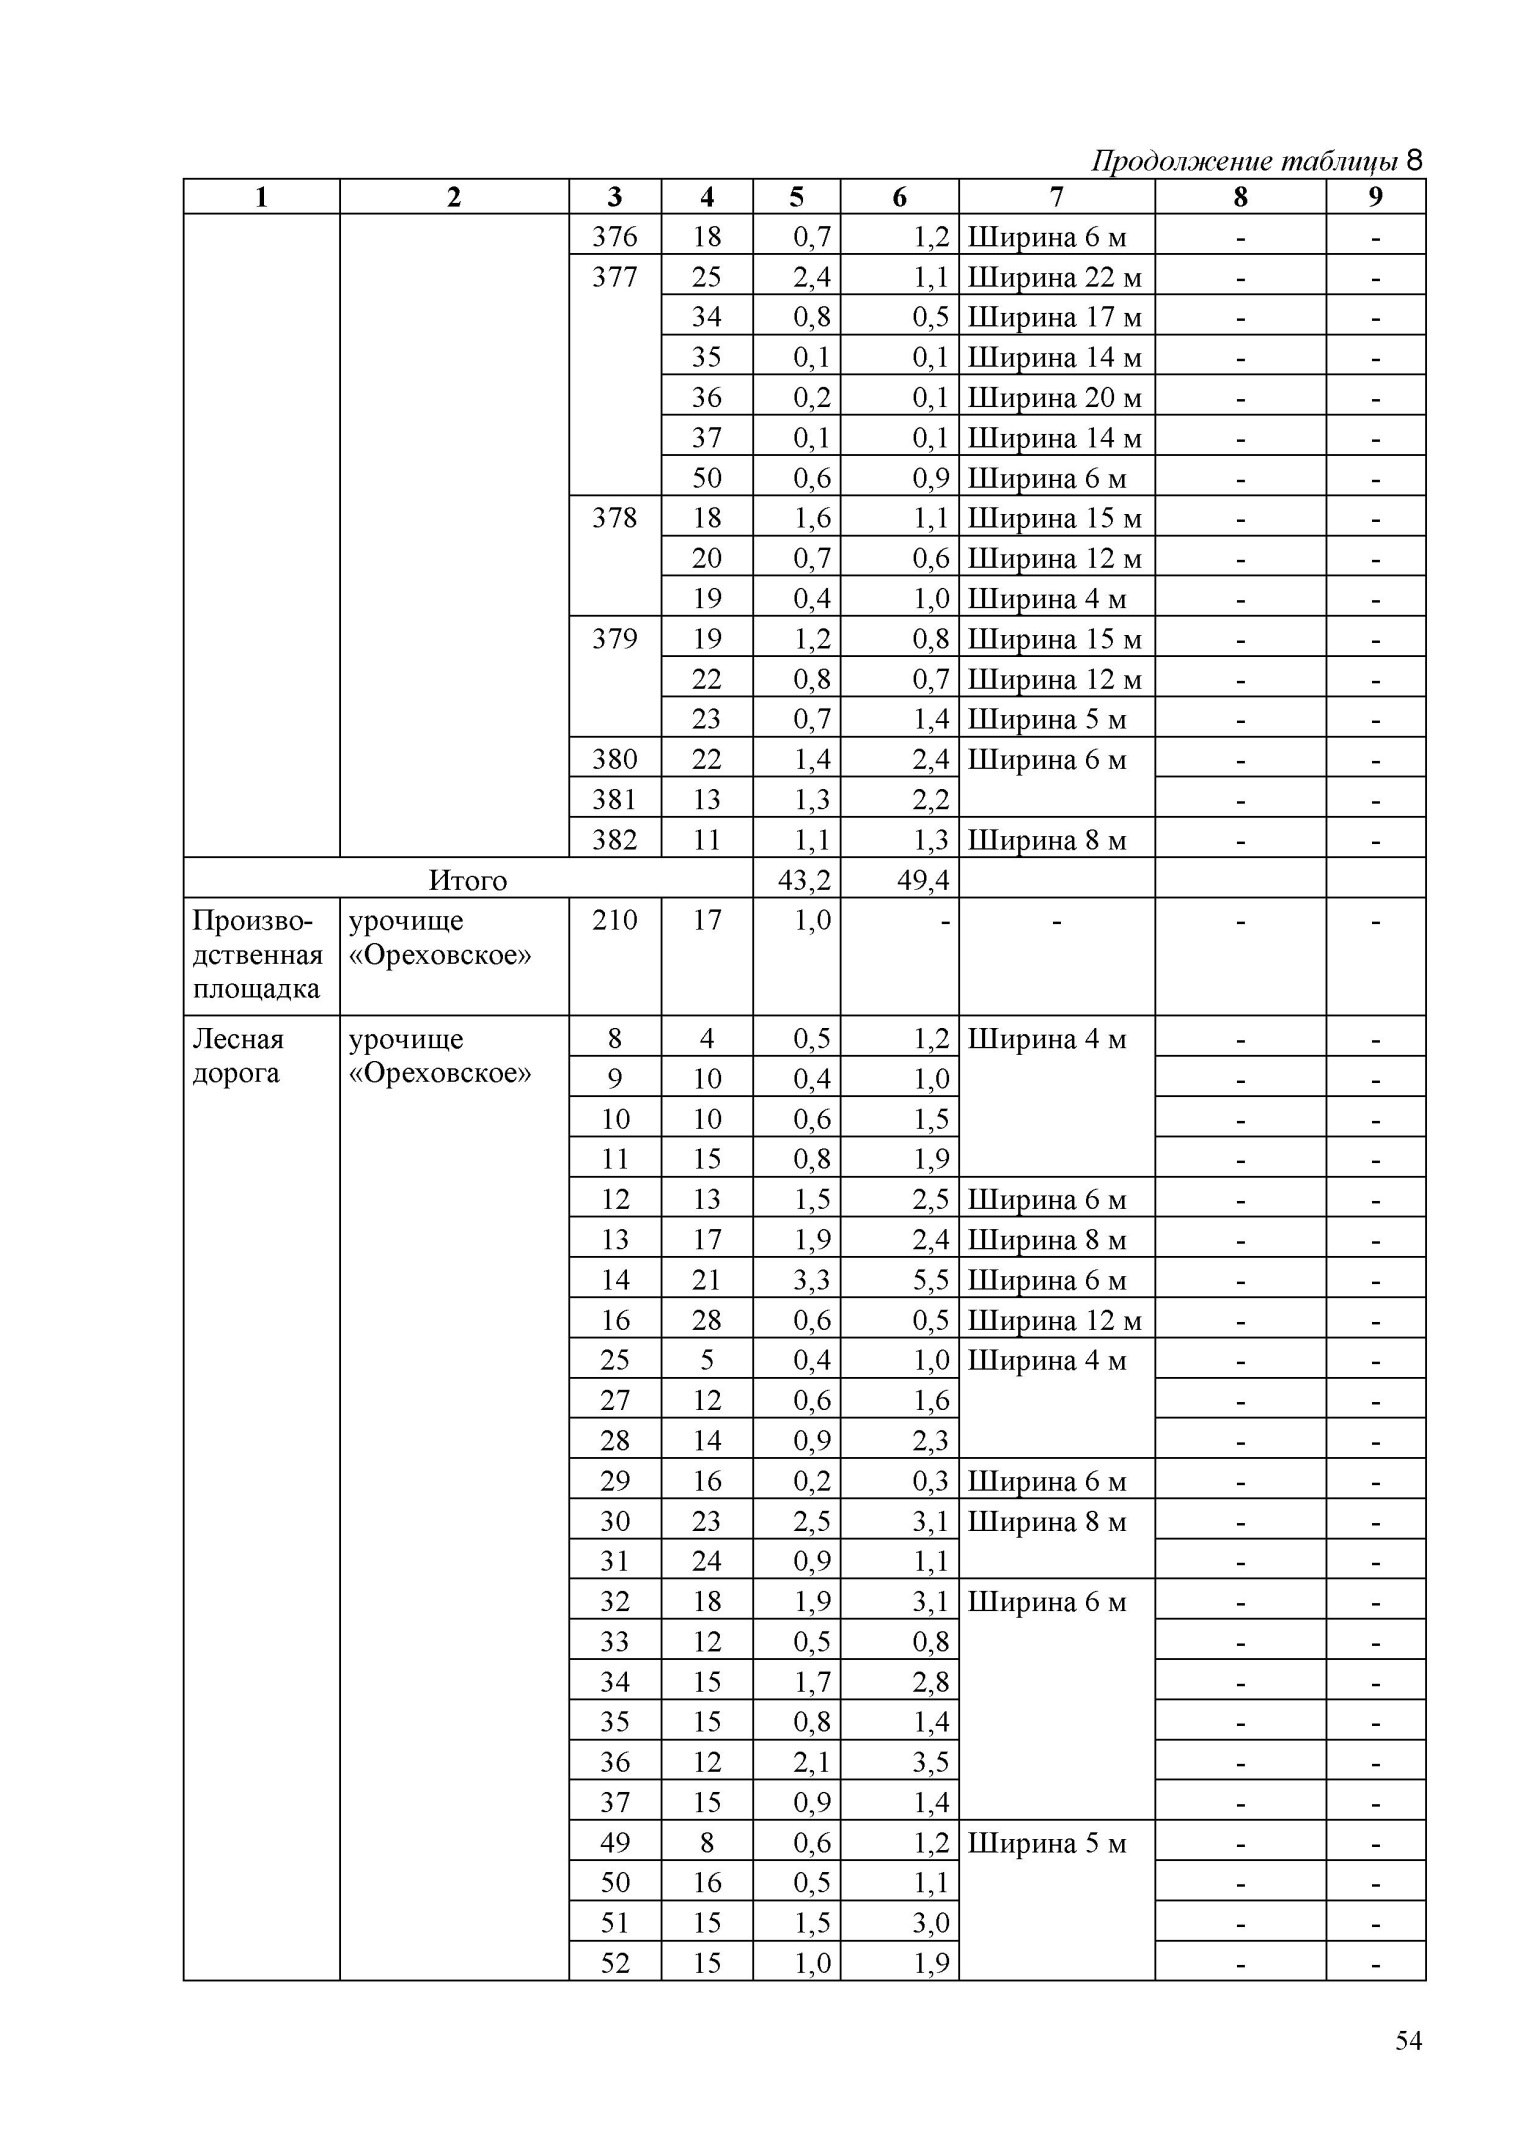 Продолжение таблицы 8
1 2 3 4 5 6 7 8 9
376 18 0,7 1,2 Ширина 6 м - -
377 25 2,4 1,1 Ширина 22 м - -
34 0,8 0,5 Ширина 17 м - -
35 0,1 0,1 Ширина 14 м - -
36 0,2 0,1 Ширина 20 м - -
37 0,1 0,1 Ширина 14 м - -
50 0,6 0,9 Ширина 6 м - -
378 18 1,6 1,1 Ширина 15 м - -
20 0,7 0,6 Ширина 12 м - -
19 0,4 1,0 Ширина 4 м - -
379 19 1,2 0,8 Ширина 15 м - -
22 0,8 0,7 Ширина 12 м - -
23 0,7 1,4 Ширина 5 м - -
380 22 1,4 2,4 Ширина 6 м - -
381 13 1,3 2,2 - -
382 11 1,1 1,3 Ширина 8 м - -
Итого 43,2 49,4
Произво- урочище 210 17 1,0 - - - -
дственная «Ореховское»
площадка
Лесная урочище 8 4 0,5 1,2 Ширина 4 м - -
дорога «Ореховское» 9 10 0,4 1,0 - -
10 10 0,6 1,5 - -
11 15 0,8 1,9 - -
12 13 1,5 2,5 Ширина 6 м - -
13 17 1,9 2,4 Ширина 8 м - -
14 21 3,3 5,5 Ширина 6 м - -
16 28 0,6 0,5 Ширина 12 м - -
25 5 0,4 1,0 Ширина 4 м - -
27 12 0,6 1,6 - -
28 14 0,9 2,3 - -
29 16 0,2 0,3 Ширина 6 м - -
30 23 2,5 3,1 Ширина 8 м - -
31 24 0,9 1,1 - -
32 18 1,9 3,1 Ширина 6 м - -
33 12 0,5 0,8 - -
34 15 1,7 2,8 - -
35 15 0,8 1,4 - -
36 12 2,1 3,5 - -
37 15 0,9 1,4 - -
49 8 0,6 1,2 Ширина 5 м - -
50 16 0,5 1,1 - -
51 15 1,5 3,0 - -
52 15 1,0 1,9 - -
54